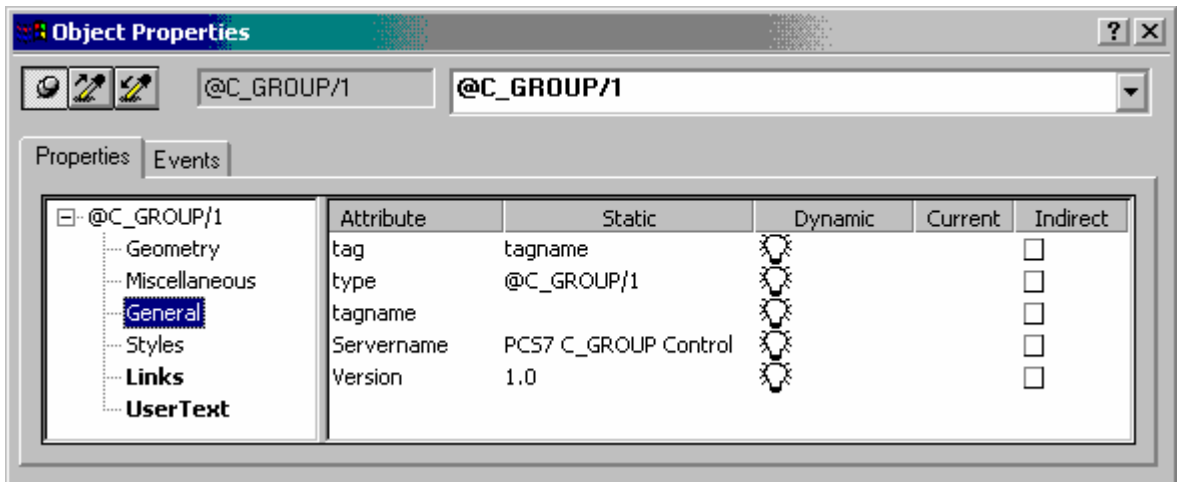 Object Properties
@C_GROUP/1 @C_GROUP/1
Properties Events
@C_GROUP/1
Geometry
Miscellaneous
General
Styles
Links
UserText
Attribute Static Dynamic Current Indirect
tag tagname
type @C_GROUP/1
tagname
Servername PCS7 C_GROUP Control
Version 1.0